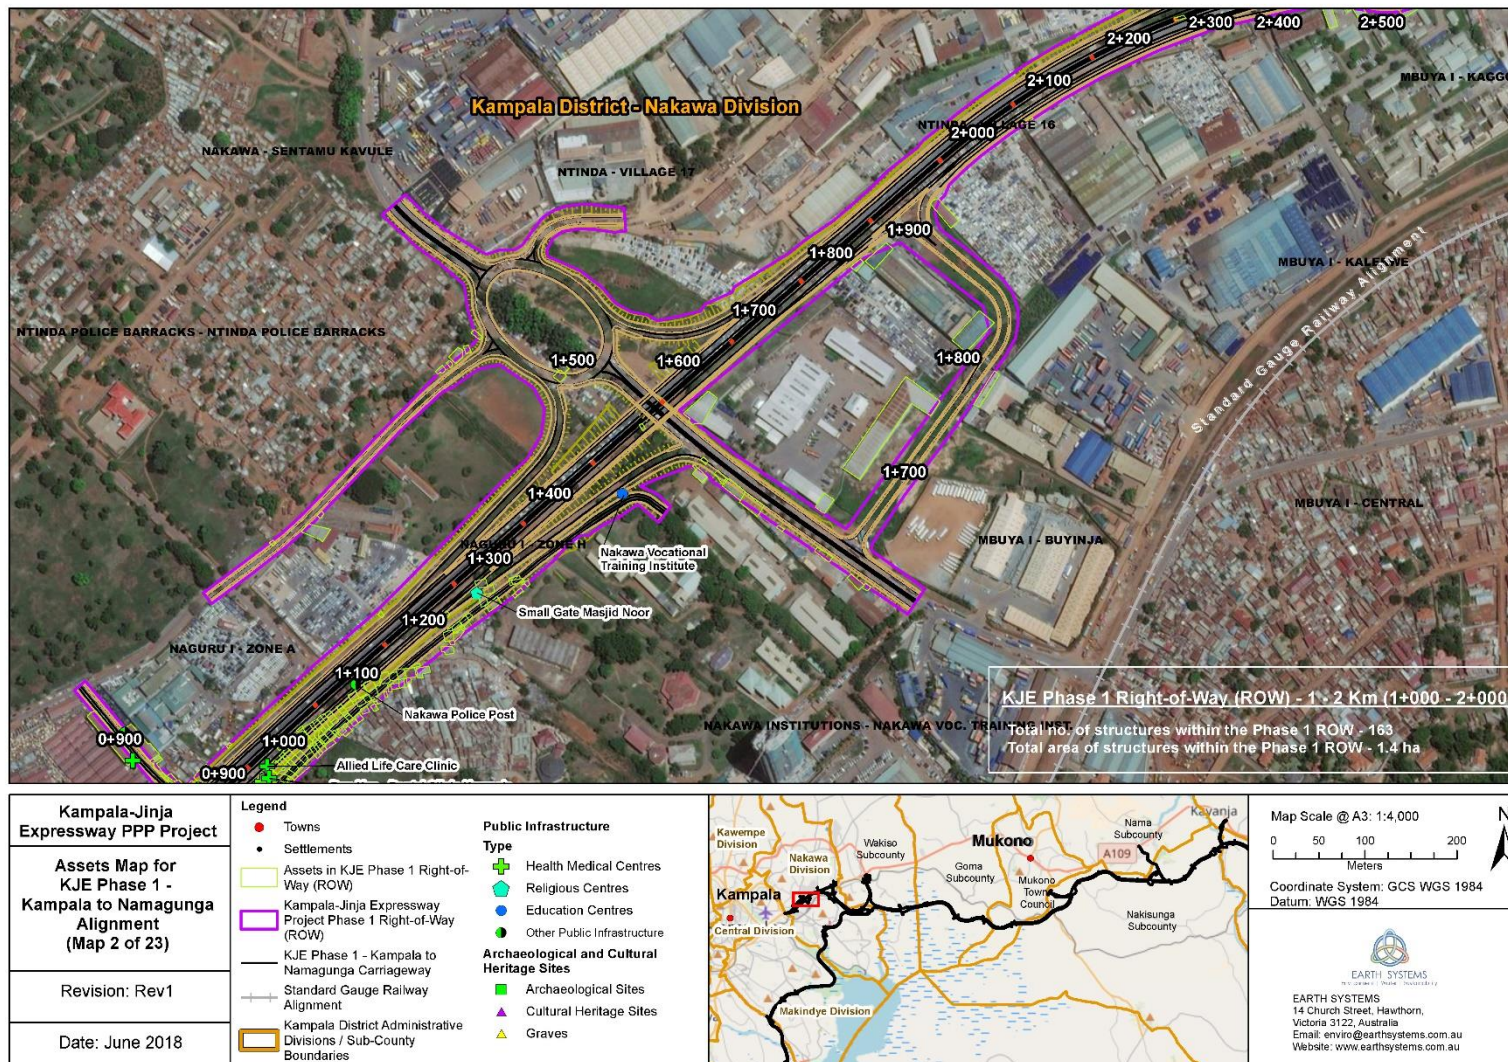 2+300
2+400
2+500
2+200
2+100
MBUYA I - KAGGO
Kampala District - Nakawa Division
NTINDA - VILLAGE 16
2+000
NAKAWA - SENTAMU KAVULE
NTINDA - VILLAGE 17
1+900
1+800
MBUYA I - KALEKWE
Standard Gauge Railway Alignment
1+700
NTINDA POLICE BARRACKS - NTINDA POLICE BARRACKS
1+600
1+500
1+800
1+700
1+400
MBUYA I - CENTRAL
MBUYA I - BUYINJA
NAGURU I - ZONE H
1+300
Nakawa Vocational
Training Institute
Small Gate Masjid Noor
1+200
NAGURU I - ZONE A
1+100
Nakawa Police Post
NAKAWA INSTITUTIONS - NAKAWA VOC. TRAINING INST.
0+900
1+000
0+900
Allied Life Care Clinic
KJE Phase 1 Right-of-Way (ROW) - 1 - 2 Km (1+000 - 2+000)
Total no. of structures within the Phase 1 ROW - 163
Total area of structures within the Phase 1 ROW - 1.4 ha
Kampala-Jinja
Expressway PPP Project
Assets Map for
KJE Phase 1 -
Kampala to Namagunga
Alignment
(Map 2 of 23)
Revision: Rev1
Date: June 2018
Legend
Towns
Settlements
Assets in KJE Phase 1 Right-of-
Way (ROW)
Kampala-Jinja Expressway
Project Phase 1 Right-of-Way
(ROW)
KJE Phase 1 - Kampala to
Namagunga Carriageway
Standard Gauge Railway
Alignment
Kampala District Administrative
Divisions / Sub-County
Boundaries
Public Infrastructure
Type
Health Medical Centres
Religious Centres
Education Centres
Other Public Infrastructure
Archaeological and Cultural
Heritage Sites
Archaeological Sites
Cultural Heritage Sites
Graves
Kawempe
Division
Nakawa
Division
Wakiso
Subcounty
Mukono
Nama
Subcounty
Kavanja
A109
Goma
Subcounty
Kampala
Mukono
Town
Council
Nakisunga
Subcounty
Central Division
Makindye Division
Map Scale @ A3: 1:4,000
N
0 50 100 200
Meters
Coordinate System: GCS WGS 1984
Datum: WGS 1984
EARTH SYSTEMS
EARTH SYSTEMS
14 Church Street, Hawthorn,
Victoria 3122, Australia
Email: enviro@earthsystems.com.au
Website: www.earthsystems.com.au